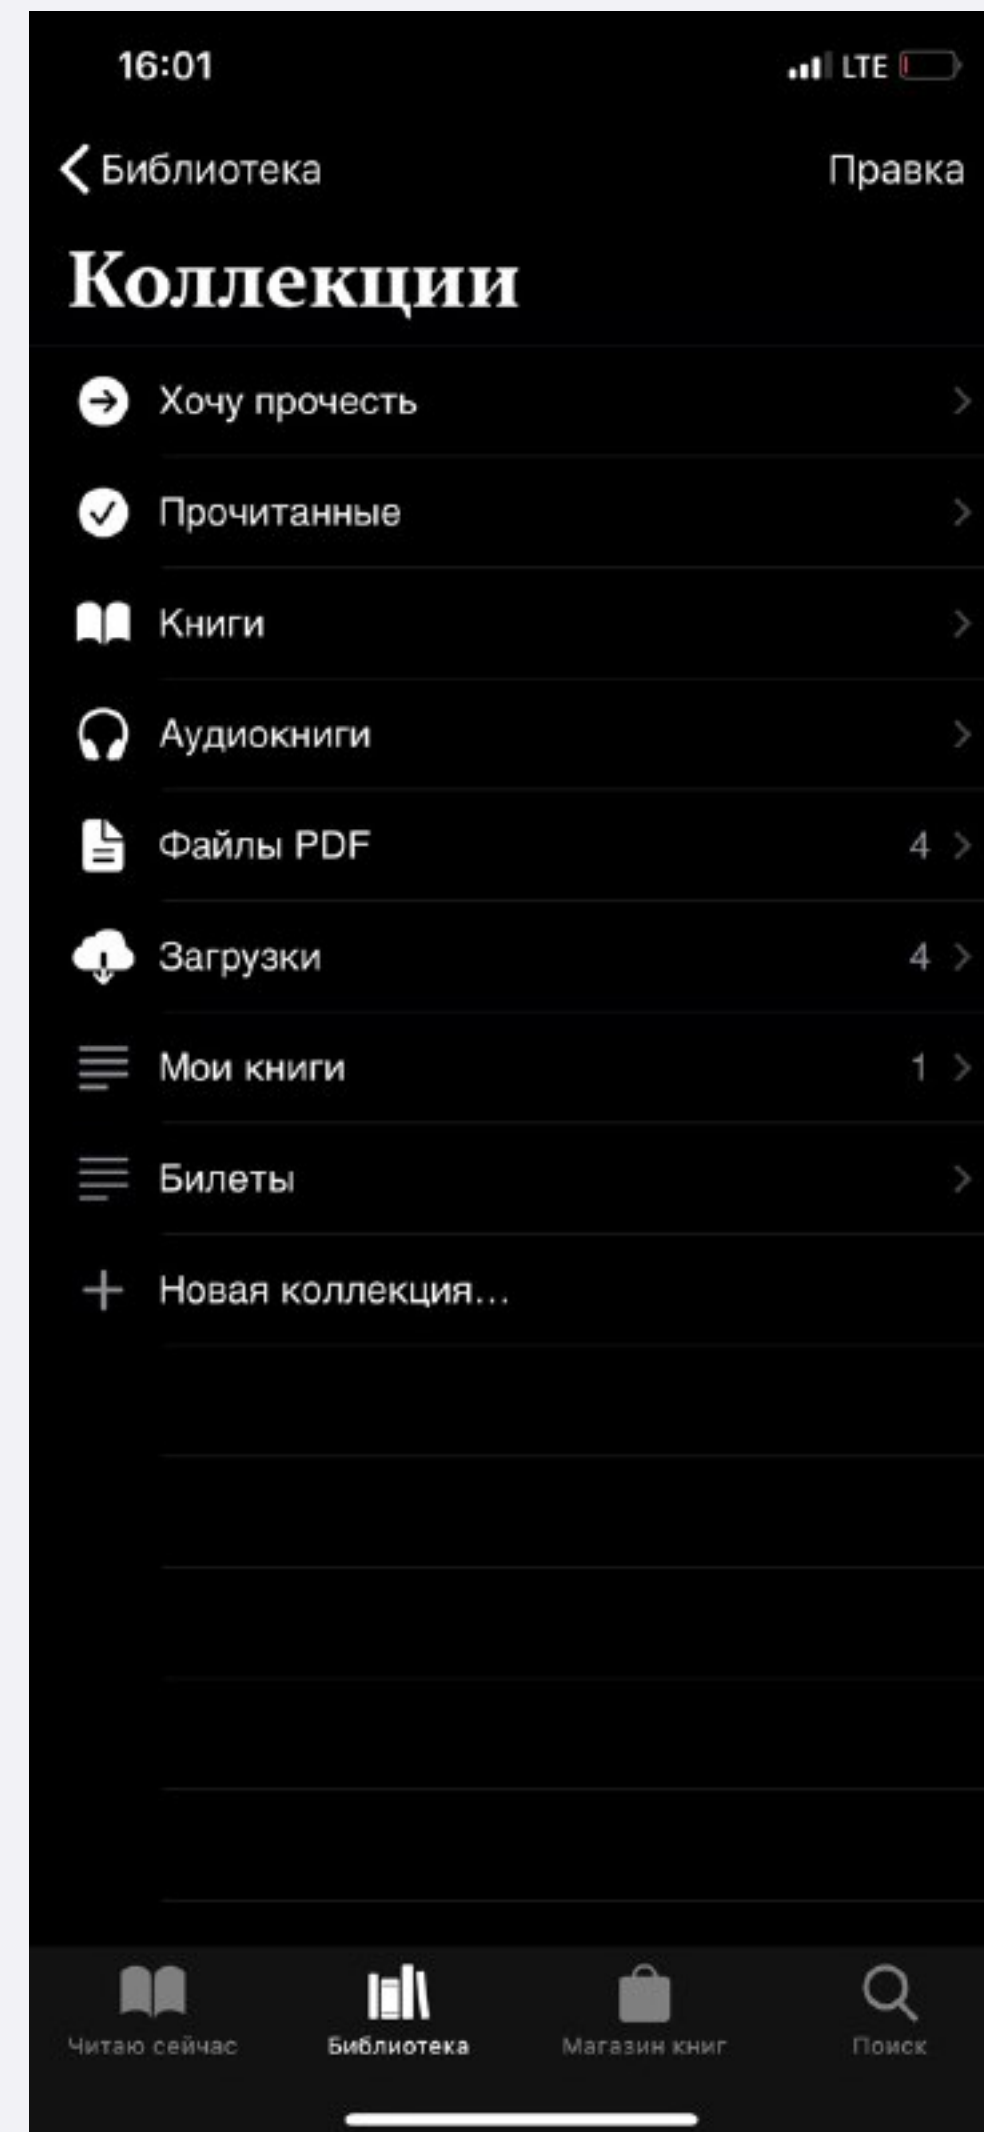 16:01 LTE
Библиотека Правка
Коллекции
Хочу прочесть
Прочитанные
Книги
Аудиокниги
Файлы PDF 4
Загрузки 4
Мои книги 1
Билеты
Новая коллекция...
Читаю сейчас Библиотека Магазин книг Поиск